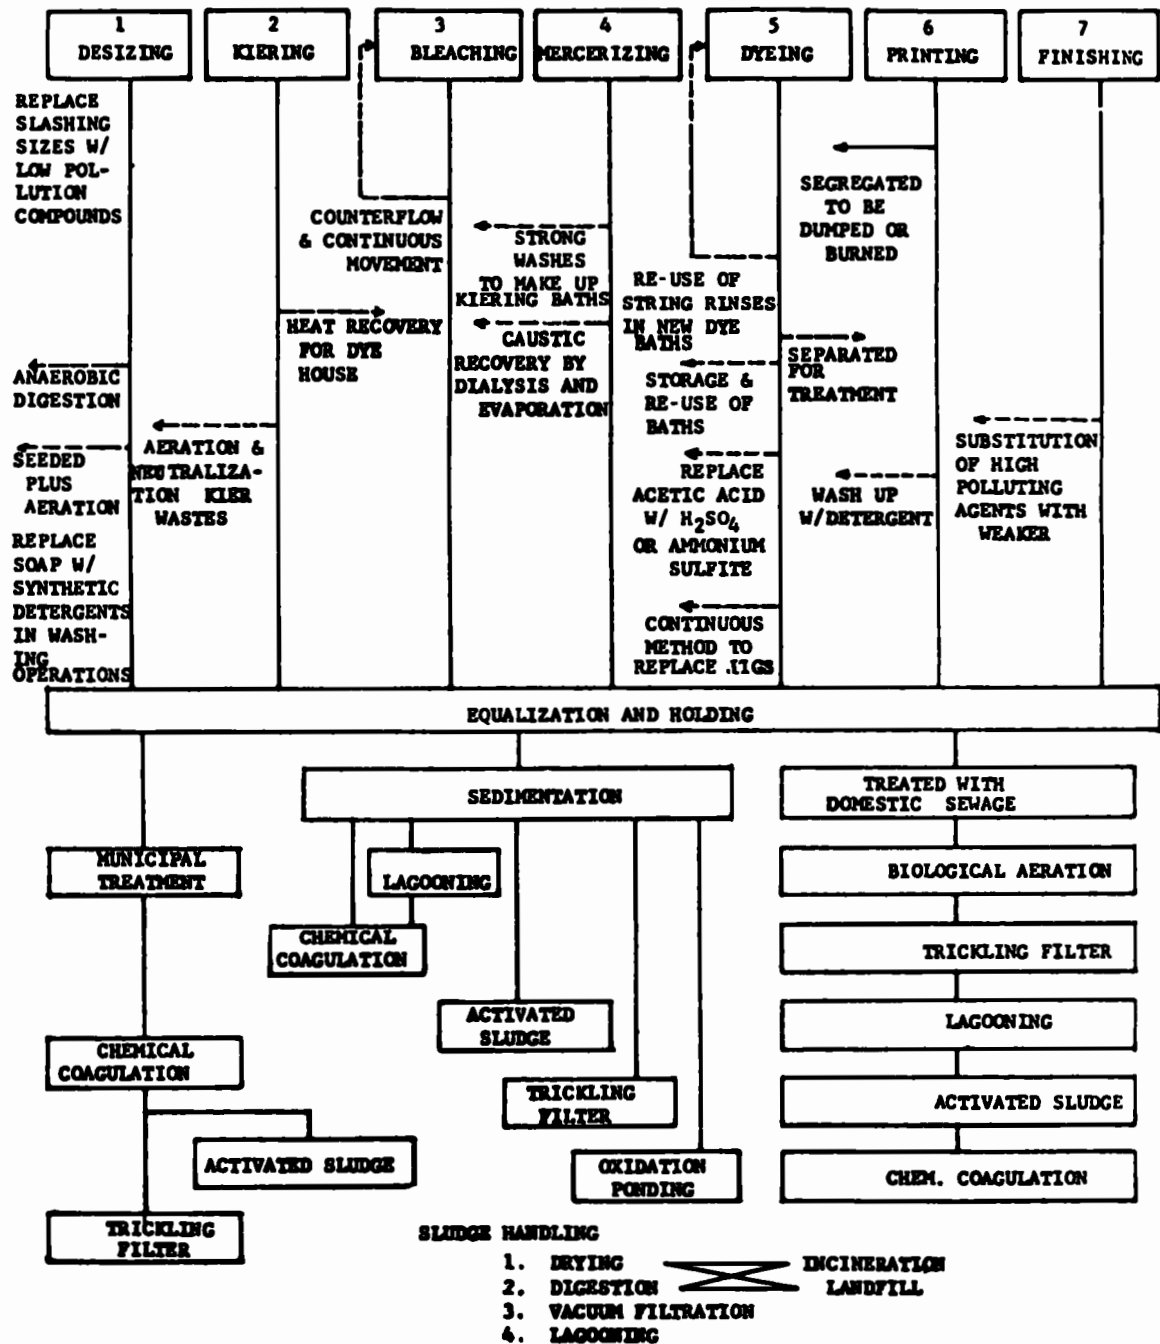 1
DESIZING
2
KIERING
3
BLEACHING
4
MERCERIZING
5
DYEING
6
PRINTING
7
FINISHING
REPLACE
SLASHING
SIZES W/
LOW POL-
LUTION
COMPOUNDS
ANAEROBIC
DIGESTION
SEEDED
PLUS
AERATION
REPLACE
SOAP W/
SYNTHETIC
DETERGENTS
IN WASH-
ING
OPERATIONS
HEAT RECOVERY
FOR DYE
HOUSE
AERATION &
NEUTRALIZA-
TION KIER
WASTES
COUNTERFLOW
& CONTINUOUS
MOVEMENT
STRONG
WASHES
TO MAKE UP
KIERING BATHS
CAUSTIC
RECOVERY BY
DIALYSIS AND
EVAPORATION
RE-USE OF
STRING RINSES
IN NEW DYE
BATHS
STORAGE &
RE-USE OF
BATHS
REPLACE
ACETIC ACID
W/ H₂SO₄
OR AMMONIUM
SULFITE
CONTINUOUS
METHOD TO
REPLACE JIGS
SEPARATED
FOR
TREATMENT
SEGREGATED
TO BE
DUMPED OR
BURNED
WASH UP
W/DETERGENT
SUBSTITUTION
OF HIGH
POLLUTING
AGENTS WITH
WEAKER
EQUALIZATION AND HOLDING
MUNICIPAL
TREATMENT
CHEMICAL
COAGULATION
ACTIVATED SLUDGE
TRICKLING
FILTER
SEDIMENTATION
LAGOONING
CHEMICAL
COAGULATION
ACTIVATED
SLUDGE
TRICKLING
FILTER
OXIDATION
PONDING
TREATED WITH
DOMESTIC SEWAGE
BIOLOGICAL AERATION
TRICKLING FILTER
LAGOONING
ACTIVATED SLUDGE
CHEM. COAGULATION
SLUDGE HANDLING
1. DRYING INCINERATION
2. DIGESTION LANDFILL
3. VACUUM FILTRATION
4. LAGOONING